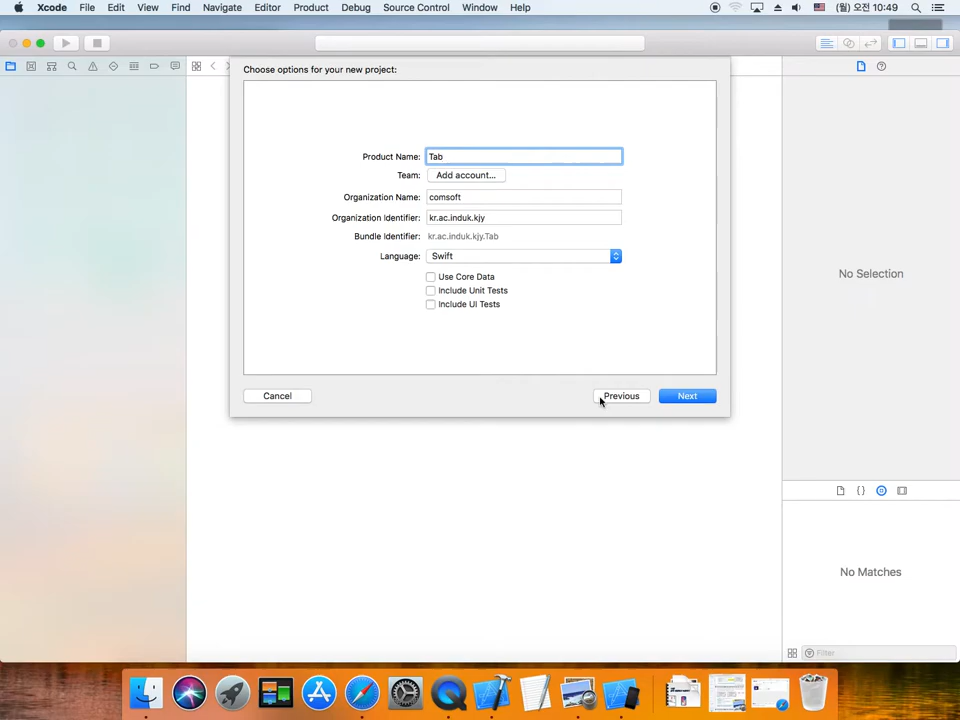 Xcode File Edit View Find Navigate Editor Product Debug Source Control Window Help (월) 오전 10:49
Choose options for your new project:
Product Name: Tab
Team: Add account...
Organization Name: comsoft
Organization Identifier: kr.ac.induk.kjy
Bundle Identifier: kr.ac.induk.kjy.Tab
Language: Swift
Use Core Data
Include Unit Tests
Include UI Tests
No Selection
Cancel Previous Next
No Matches
Filter